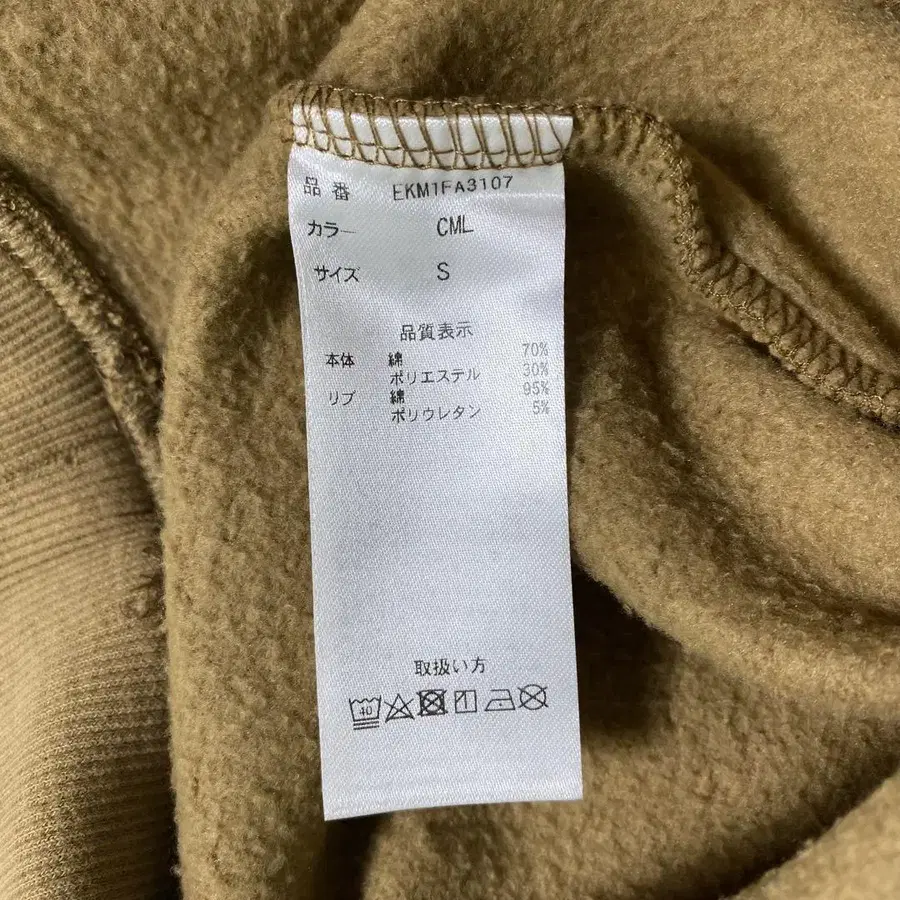 品番 EKM1FA3107
カラー CML
サイズ S
品質表示
本体 綿 70%
ポリエステル 30%
リブ 綿 95%
ポリウレタン 5%
取扱い方
40